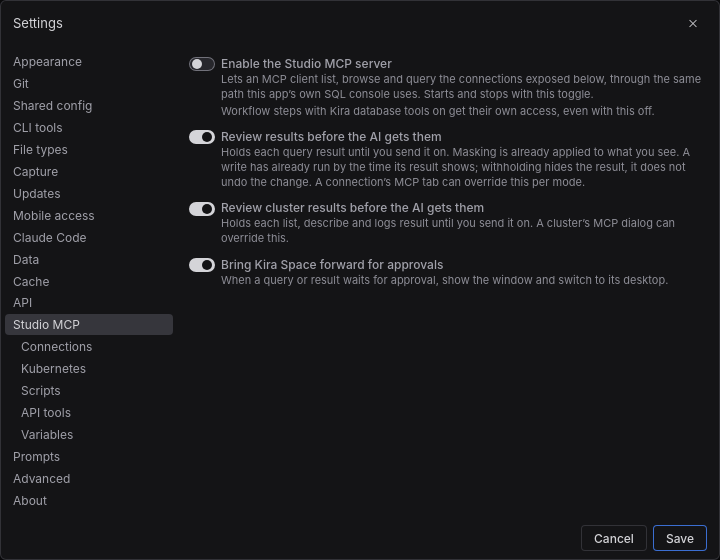 Settings
Appearance
Git
Shared config
CLI tools
File types
Capture
Updates
Mobile access
Claude Code
Data
Cache
API
Studio MCP
Connections
Kubernetes
Scripts
API tools
Variables
Prompts
Advanced
About
Enable the Studio MCP server
Lets an MCP client list, browse and query the connections exposed below, through the same
path this app's own SQL console uses. Starts and stops with this toggle.
Workflow steps with Kira database tools on get their own access, even with this off.
Review results before the AI gets them
Holds each query result until you send it on. Masking is already applied to what you see. A
write has already run by the time its result shows; withholding hides the result, it does not
undo the change. A connection's MCP tab can override this per mode.
Review cluster results before the AI gets them
Holds each list, describe and logs result until you send it on. A cluster's MCP dialog can
override this.
Bring Kira Space forward for approvals
When a query or result waits for approval, show the window and switch to its desktop.
Cancel
Save